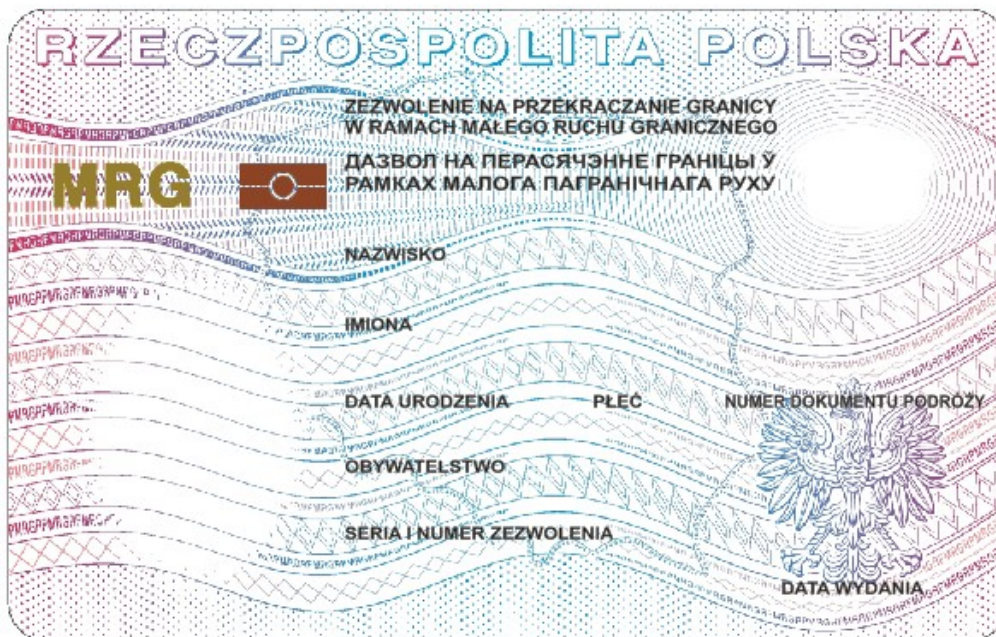 RZECZPOSPOLITA POLSKA
ZEZWOLENIE NA PRZEKRACZANIE GRANICY
W RAMACH MAŁEGO RUCHU GRANICZNEGO
ДАЗВОЛ НА ПЕРАСЯЧЭННЕ ГРАНІЦЫ Ў
РАМКАХ МАЛОГА ПАГРАНІЧНАГА РУХУ
MRG
NAZWISKO
IMIONA
DATA URODZENIA PŁEĆ NUMER DOKUMENTU PODRÓŻY
OBYWATELSTWO
SERIA I NUMER ZEZWOLENIA
DATA WYDANIA